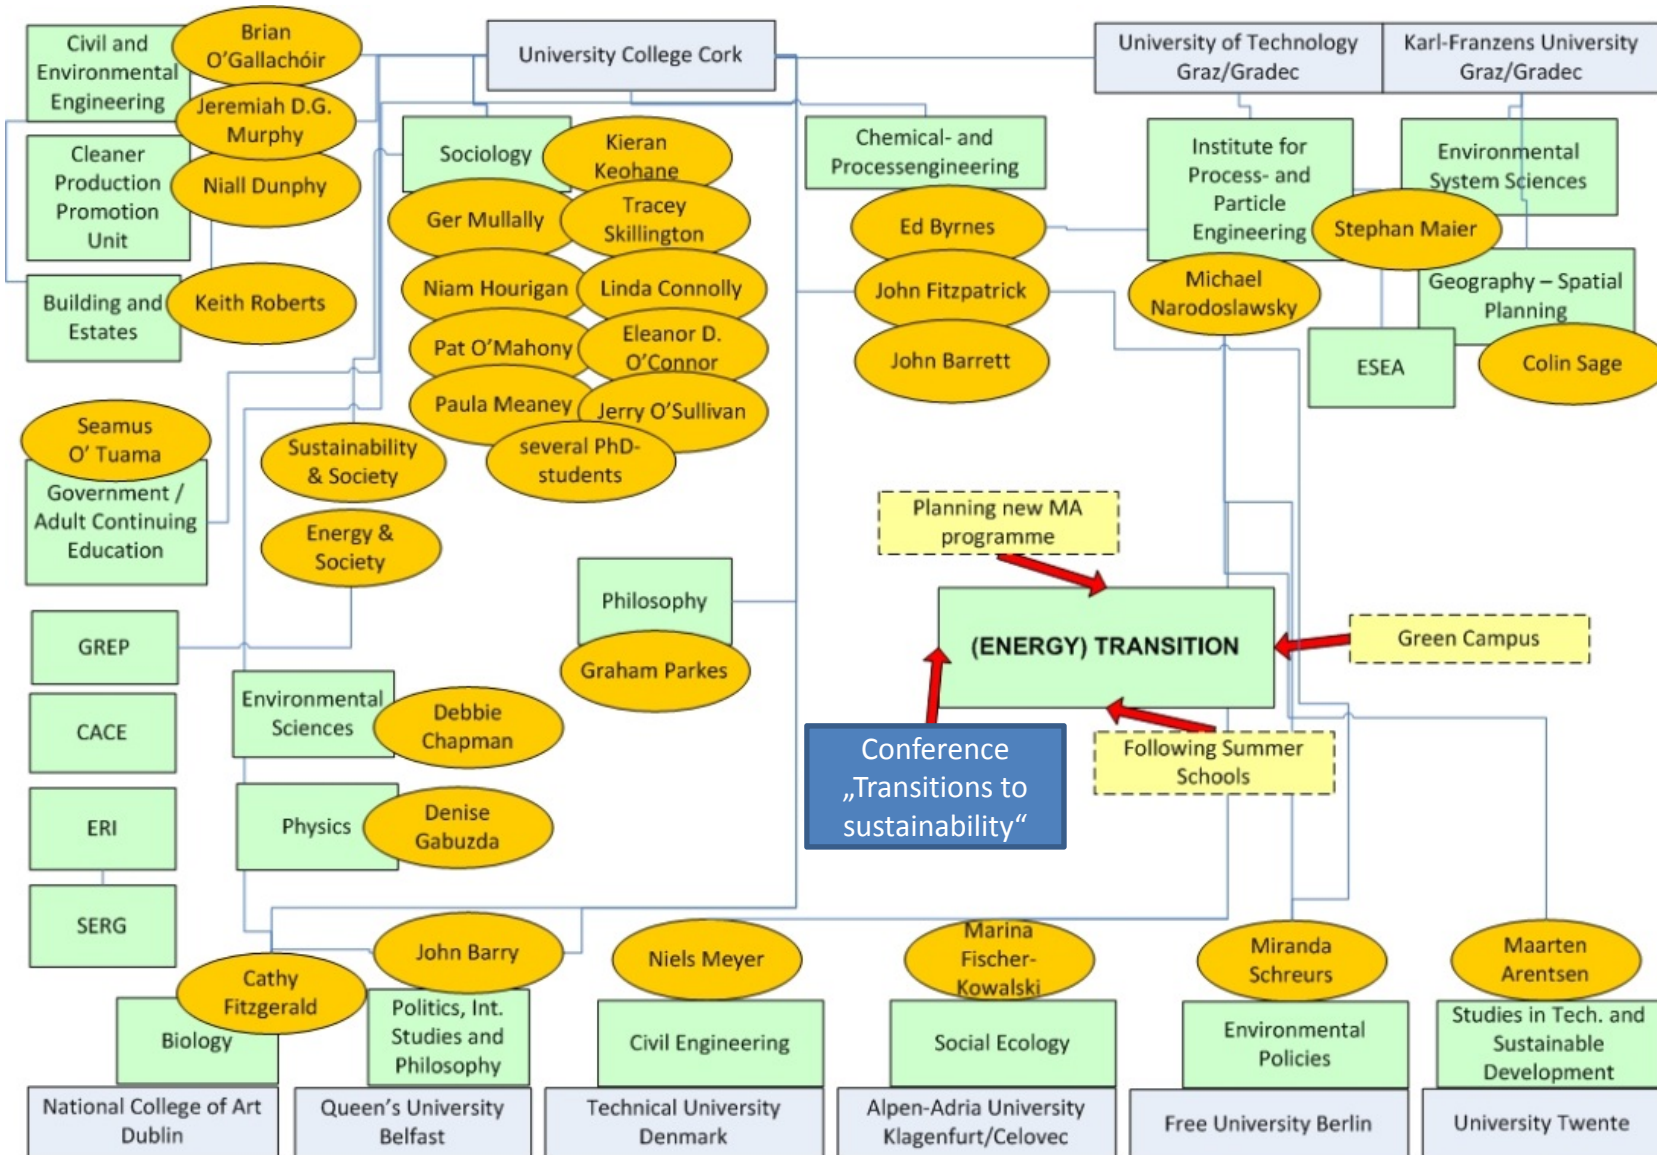 Civil and
Environmental
Engineering
Brian
O'Gallachóir
University College Cork
University of Technology
Graz/Gradec
Karl-Franzens University
Graz/Gradec
Jeremiah D.G.
Murphy
Cleaner
Production
Promotion
Unit
Niall Dunphy
Building and
Estates
Keith Roberts
Sociology
Kieran
Keohane
Ger Mullally
Tracey
Skillington
Niam Hourigan
Linda Connolly
Pat O'Mahony
Eleanor D.
O'Connor
Paula Meaney
Jerry O'Sullivan
several PhD-
students
Chemical- and
Processengineering
Ed Byrnes
John Fitzpatrick
John Barrett
Institute for
Process- and
Particle
Engineering
Michael
Narodoslawsky
Stephan Maier
Environmental
System Sciences
Geography – Spatial
Planning
Colin Sage
ESEA
Seamus
O' Tuama
Government /
Adult Continuing
Education
Sustainability
& Society
Energy &
Society
GREP
CACE
ERI
SERG
Environmental
Sciences
Debbie
Chapman
Physics
Denise
Gabuzda
Philosophy
Graham Parkes
Planning new MA
programme
(ENERGY) TRANSITION
Green Campus
Following Summer
Schools
Conference
„Transitions to
sustainability“
Cathy
Fitzgerald
Biology
National College of Art
Dublin
John Barry
Politics, Int.
Studies and
Philosophy
Queen's University
Belfast
Niels Meyer
Civil Engineering
Technical University
Denmark
Marina
Fischer-
Kowalski
Social Ecology
Alpen-Adria University
Klagenfurt/Celovec
Miranda
Schreurs
Environmental
Policies
Free University Berlin
Maarten
Arentsen
Studies in Tech. and
Sustainable
Development
University Twente